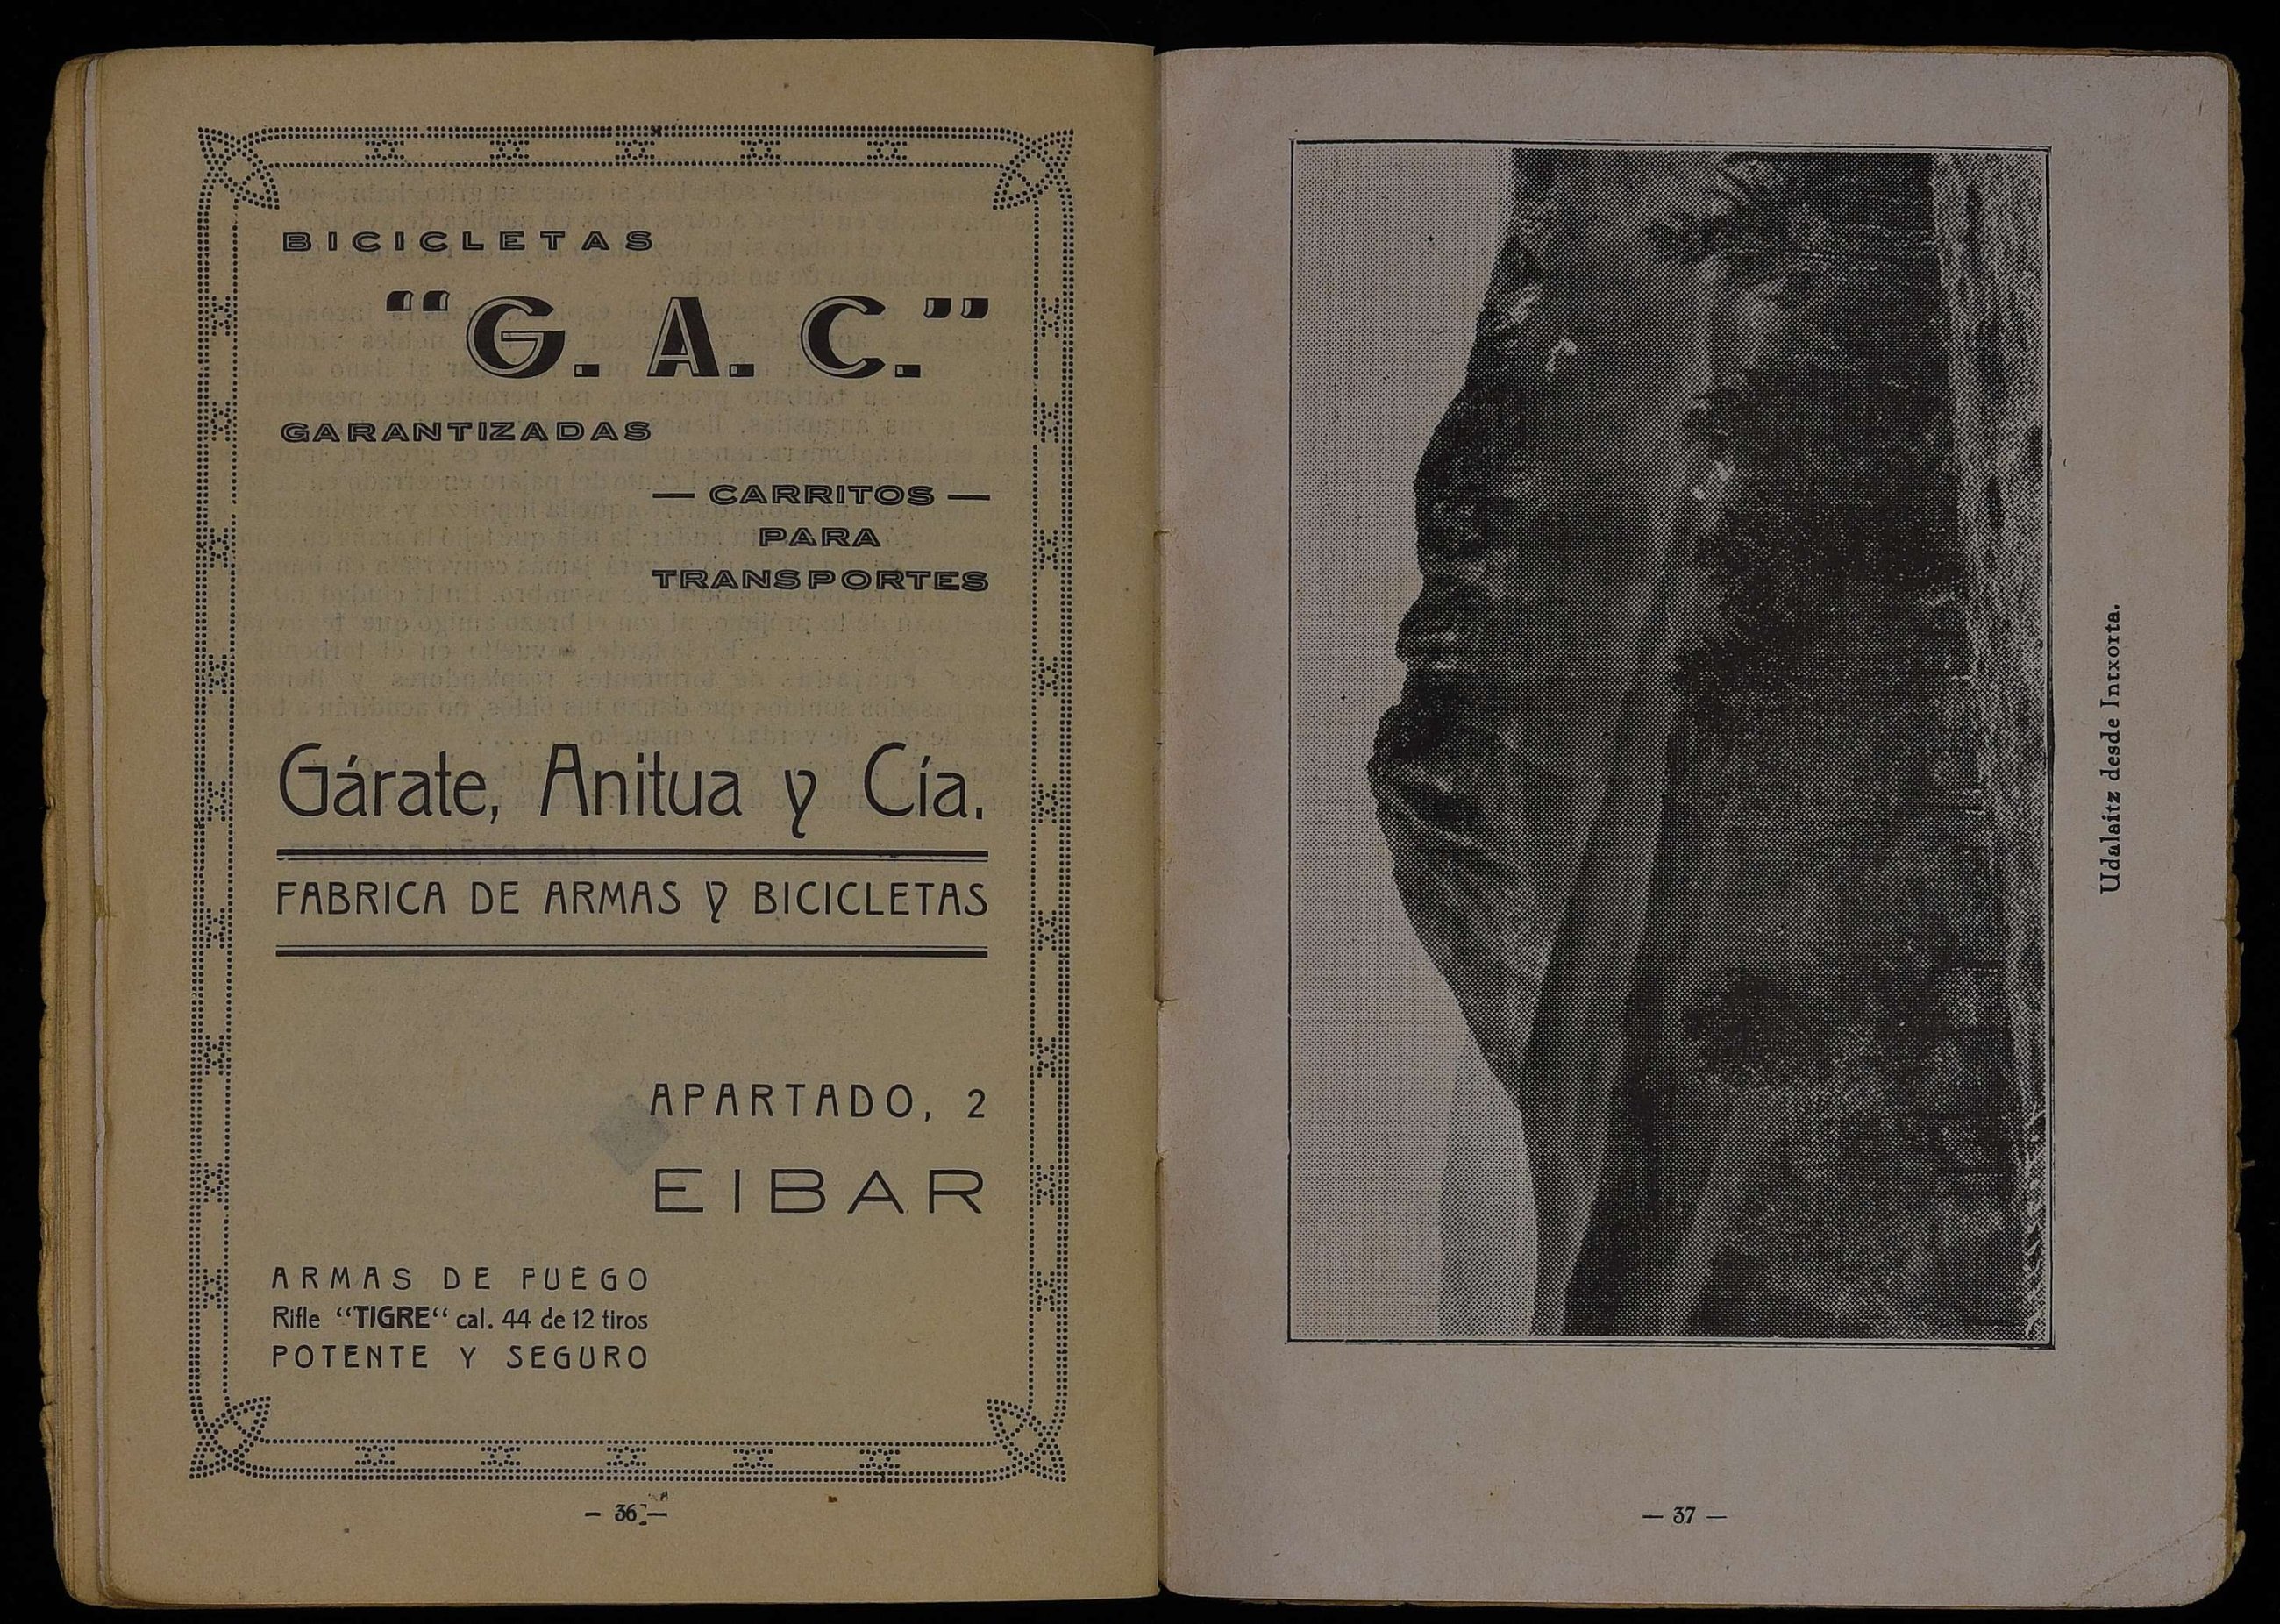 BICICLETAS
"G. A. C."
GARANTIZADAS
— CARRITOS —
PARA
TRANSPORTES
Gárate, Anitua y Cía.
FABRICA DE ARMAS Y BICICLETAS
APARTADO, 2
EIBAR
ARMAS DE FUEGO
Rifle "TIGRE" cal. 44 de 12 tiros
POTENTE Y SEGURO
— 36 —
Udalaitz desde Intxorta.
— 37 —